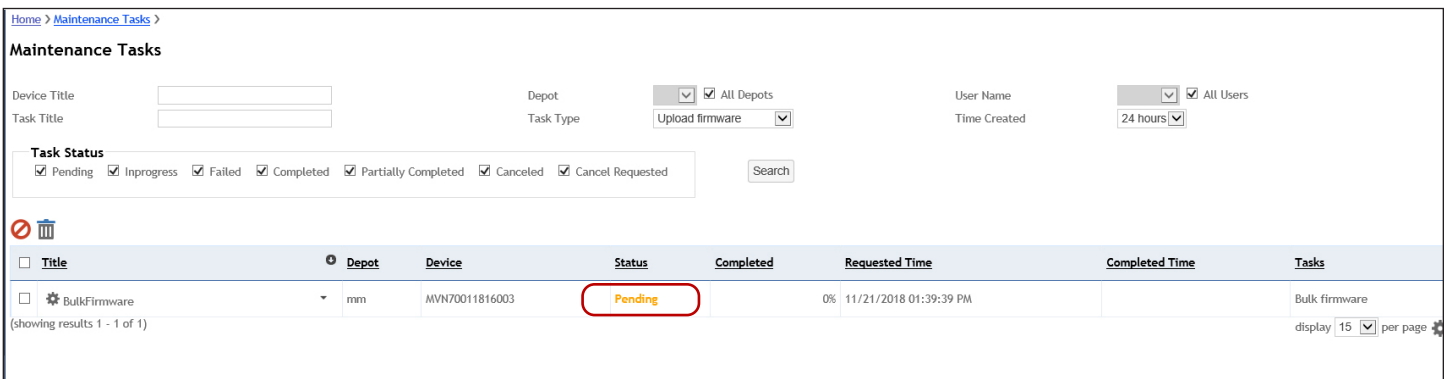 Home > Maintenance Tasks >
Maintenance Tasks
Device Title Depot All Depots User Name All Users
Task Title Task Type Upload firmware Time Created 24 hours
Task Status
Pending Inprogress Failed Completed Partially Completed Canceled Cancel Requested Search
Title Depot Device Status Completed Requested Time Completed Time Tasks
BulkFirmware mm MVN70011816003 Pending 0% 11/21/2018 01:39:39 PM Bulk firmware
(showing results 1 - 1 of 1) display 15 per page